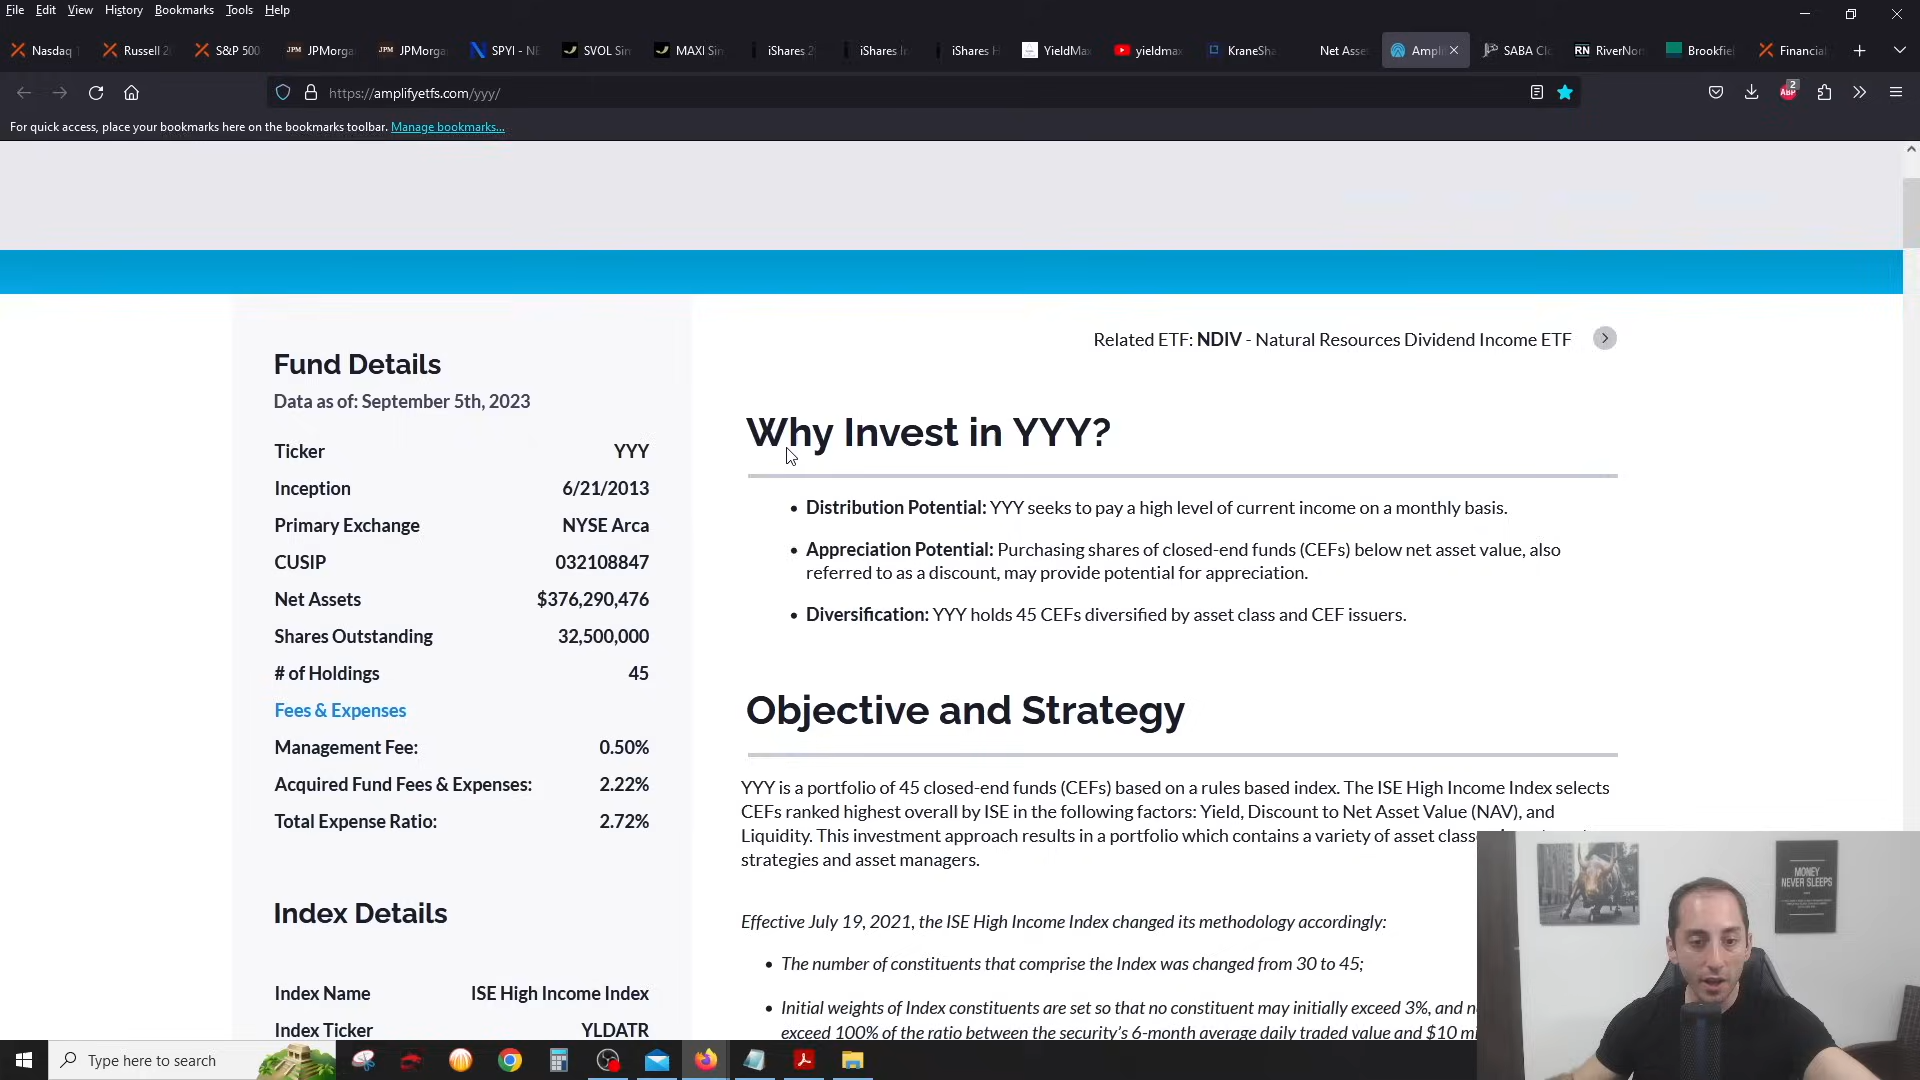 File Edit View History Bookmarks Tools Help
Nasdaq Russell 2 S&P 500 JPMorga JPMorga SPYI - NE SVOL Sim MAXI Sim iShares 2 iShares In iShares H YieldMax yieldmax KraneSha Net Asse Ampl SABA Cl RiverNor Brookfie Financial
https://amplifyetfs.com/yyy/
ABP 2
For quick access, place your bookmarks here on the bookmarks toolbar. Manage bookmarks...
Related ETF: NDIV - Natural Resources Dividend Income ETF
Fund Details
Data as of: September 5th, 2023
Ticker YYY
Inception 6/21/2013
Primary Exchange NYSE Arca
CUSIP 032108847
Net Assets $376,290,476
Shares Outstanding 32,500,000
# of Holdings 45
Fees & Expenses
Management Fee: 0.50%
Acquired Fund Fees & Expenses: 2.22%
Total Expense Ratio: 2.72%
Index Details
Index Name ISE High Income Index
Index Ticker YLDATR
Why Invest in YYY?
• Distribution Potential: YYY seeks to pay a high level of current income on a monthly basis.
• Appreciation Potential: Purchasing shares of closed-end funds (CEFs) below net asset value, also
referred to as a discount, may provide potential for appreciation.
• Diversification: YYY holds 45 CEFs diversified by asset class and CEF issuers.
Objective and Strategy
YYY is a portfolio of 45 closed-end funds (CEFs) based on a rules based index. The ISE High Income Index selects
CEFs ranked highest overall by ISE in the following factors: Yield, Discount to Net Asset Value (NAV), and
Liquidity. This investment approach results in a portfolio which contains a variety of asset class
strategies and asset managers.
Effective July 19, 2021, the ISE High Income Index changed its methodology accordingly:
• The number of constituents that comprise the Index was changed from 30 to 45;
• Initial weights of Index constituents are set so that no constituent may initially exceed 3%, and n
exceed 100% of the ratio between the security's 6-month average daily traded value and $10 mi
MONEY
NEVER SLEEPS
Type here to search